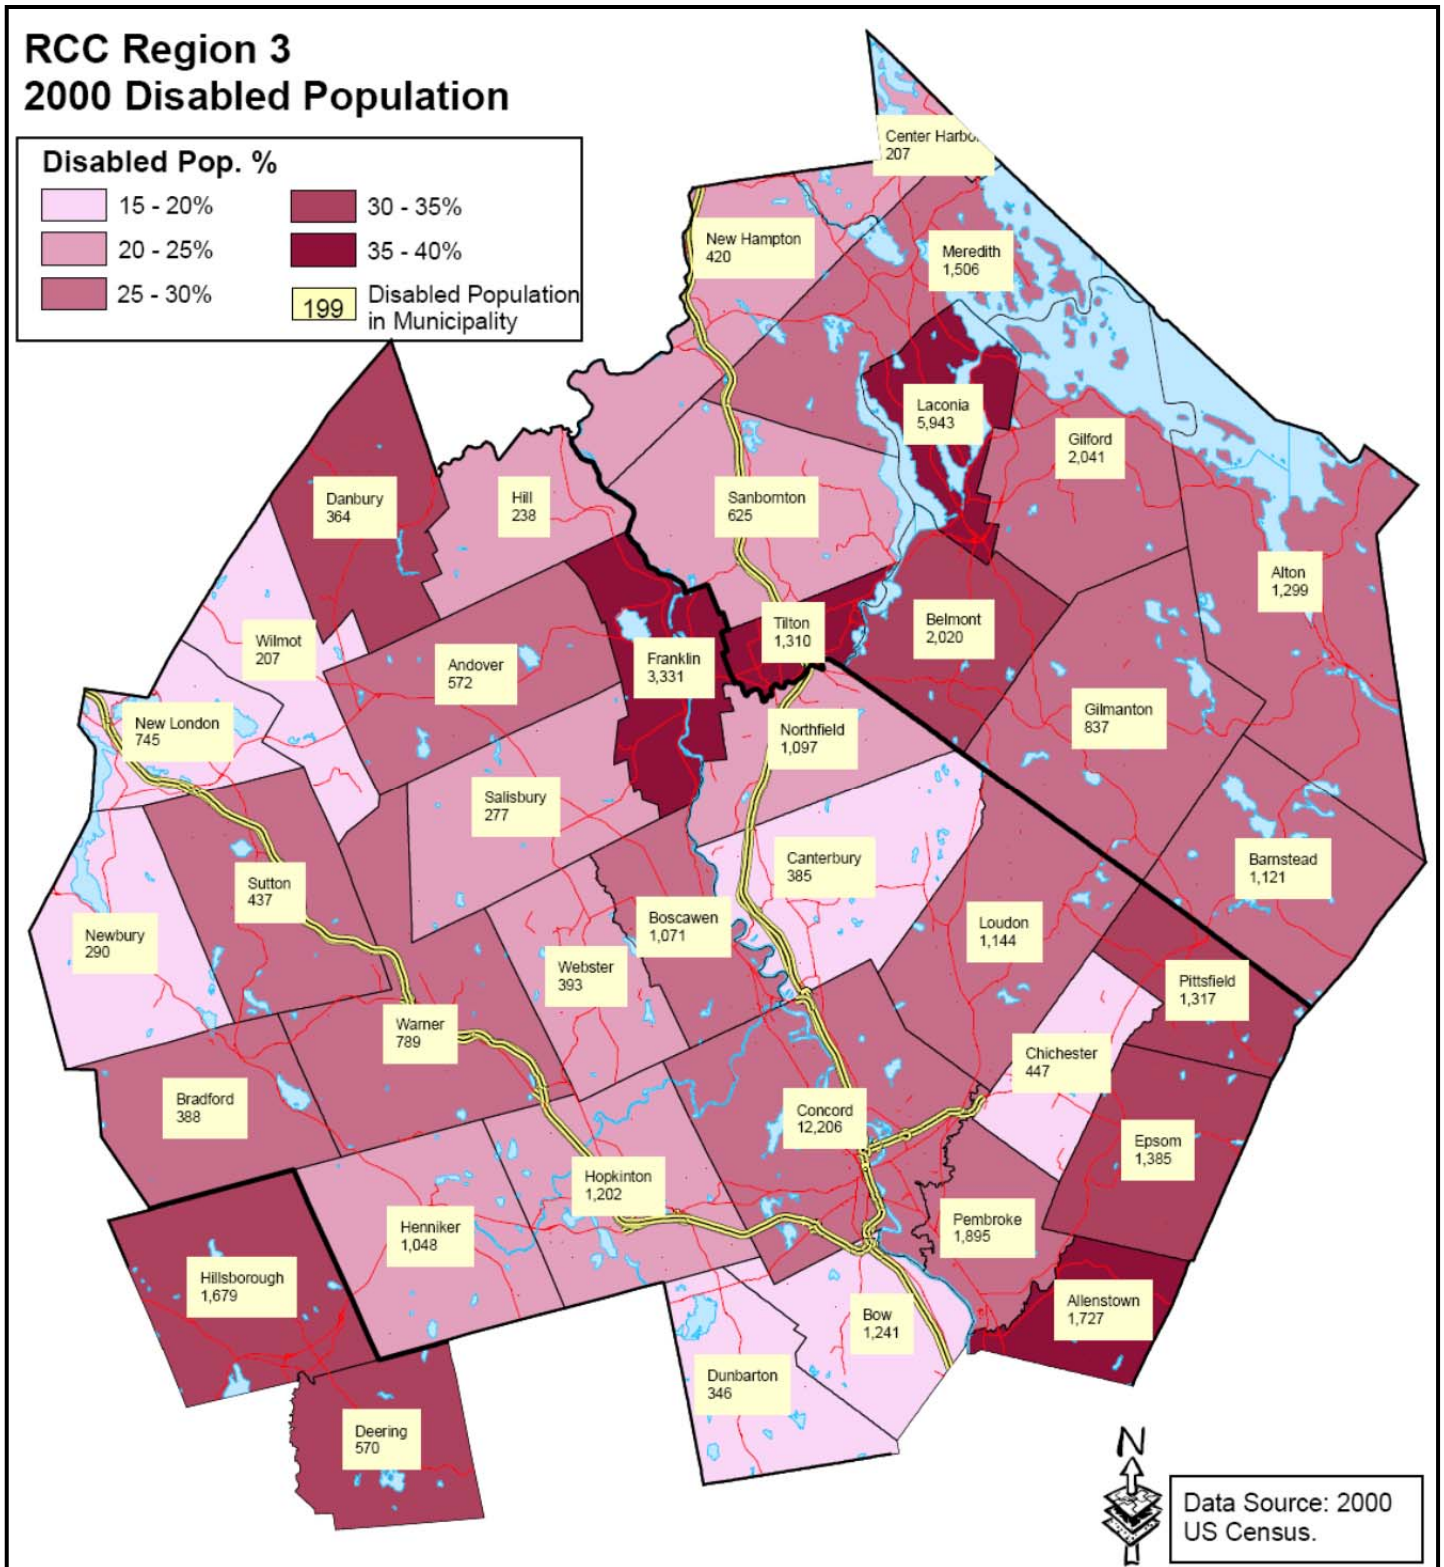 RCC Region 3
2000 Disabled Population
Disabled Pop. %
15 - 20%
20 - 25%
25 - 30%
30 - 35%
35 - 40%
199
Disabled Population
in Municipality
Center Harbo
207
New Hampton
420
Meredith
1,506
Laconia
5,943
Gilford
2,041
Danbury
364
Hill
238
Sanbornton
625
Alton
1,299
Wilmot
207
Andover
572
Franklin
3,331
Tilton
1,310
Belmont
2,020
New London
745
Northfield
1,097
Gilmanton
837
Salisbury
277
Canterbury
385
Barnstead
1,121
Sutton
437
Newbury
290
Boscawen
1,071
Loudon
1,144
Webster
393
Pittsfield
1,317
Warner
789
Chichester
447
Bradford
388
Concord
12,206
Epsom
1,385
Hopkinton
1,202
Henniker
1,048
Pembroke
1,895
Hillsborough
1,679
Allenstown
1,727
Bow
1,241
Dunbarton
346
Deering
570
N
Data Source: 2000
US Census.